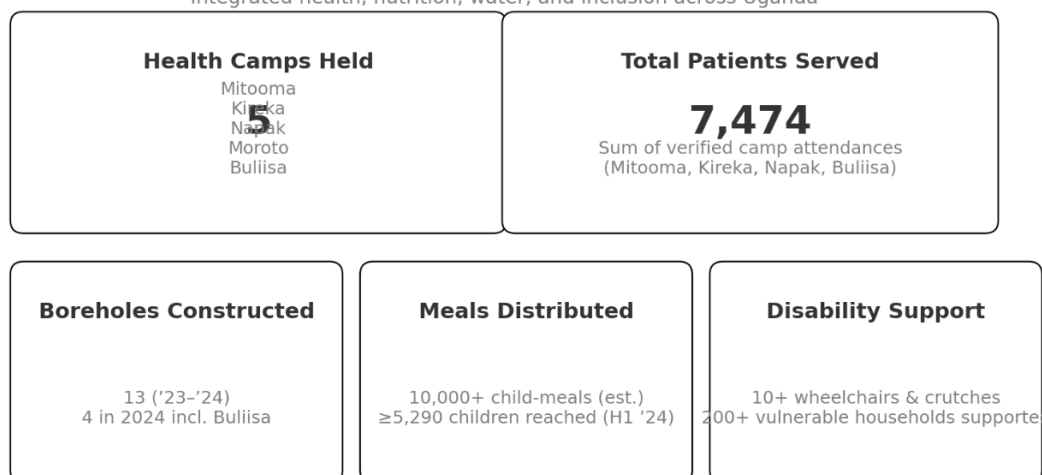 Integrated health, nutrition, water, and inclusion across Uganda
Health Camps Held
Mitooma
Kireka
5
Napak
Moroto
Buliisa
Total Patients Served
7,474
Sum of verified camp attendances
(Mitooma, Kireka, Napak, Buliisa)
Boreholes Constructed
13 (’23–’24)
4 in 2024 incl. Buliisa
Meals Distributed
10,000+ child-meals (est.)
≥5,290 children reached (H1 ’24)
Disability Support
10+ wheelchairs & crutches
200+ vulnerable households supporte